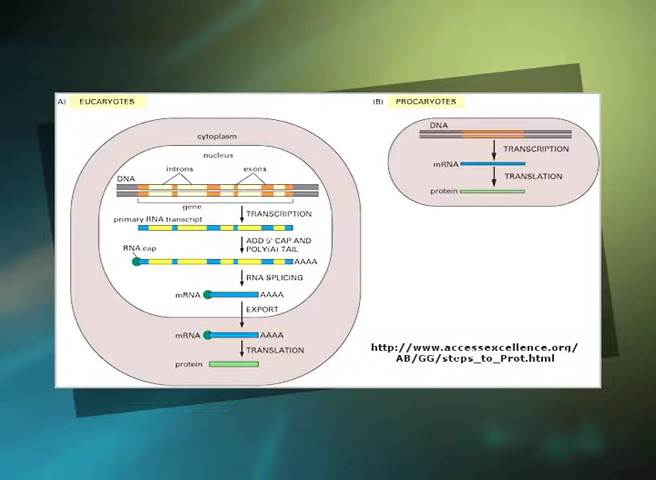 A) EUCARYOTES
cytoplasm
nucleus
introns exons
DNA
gene
TRANSCRIPTION
primary RNA transcript
ADD 5' CAP AND
POLY(A) TAIL
RNA cap
AAAA
RNA SPLICING
mRNA AAAA
EXPORT
mRNA AAAA
TRANSLATION
protein
(B) PROCARYOTES
DNA
TRANSCRIPTION
mRNA
TRANSLATION
protein
http://www.accessexcellence.org/
AB/GG/steps_to_Prot.html